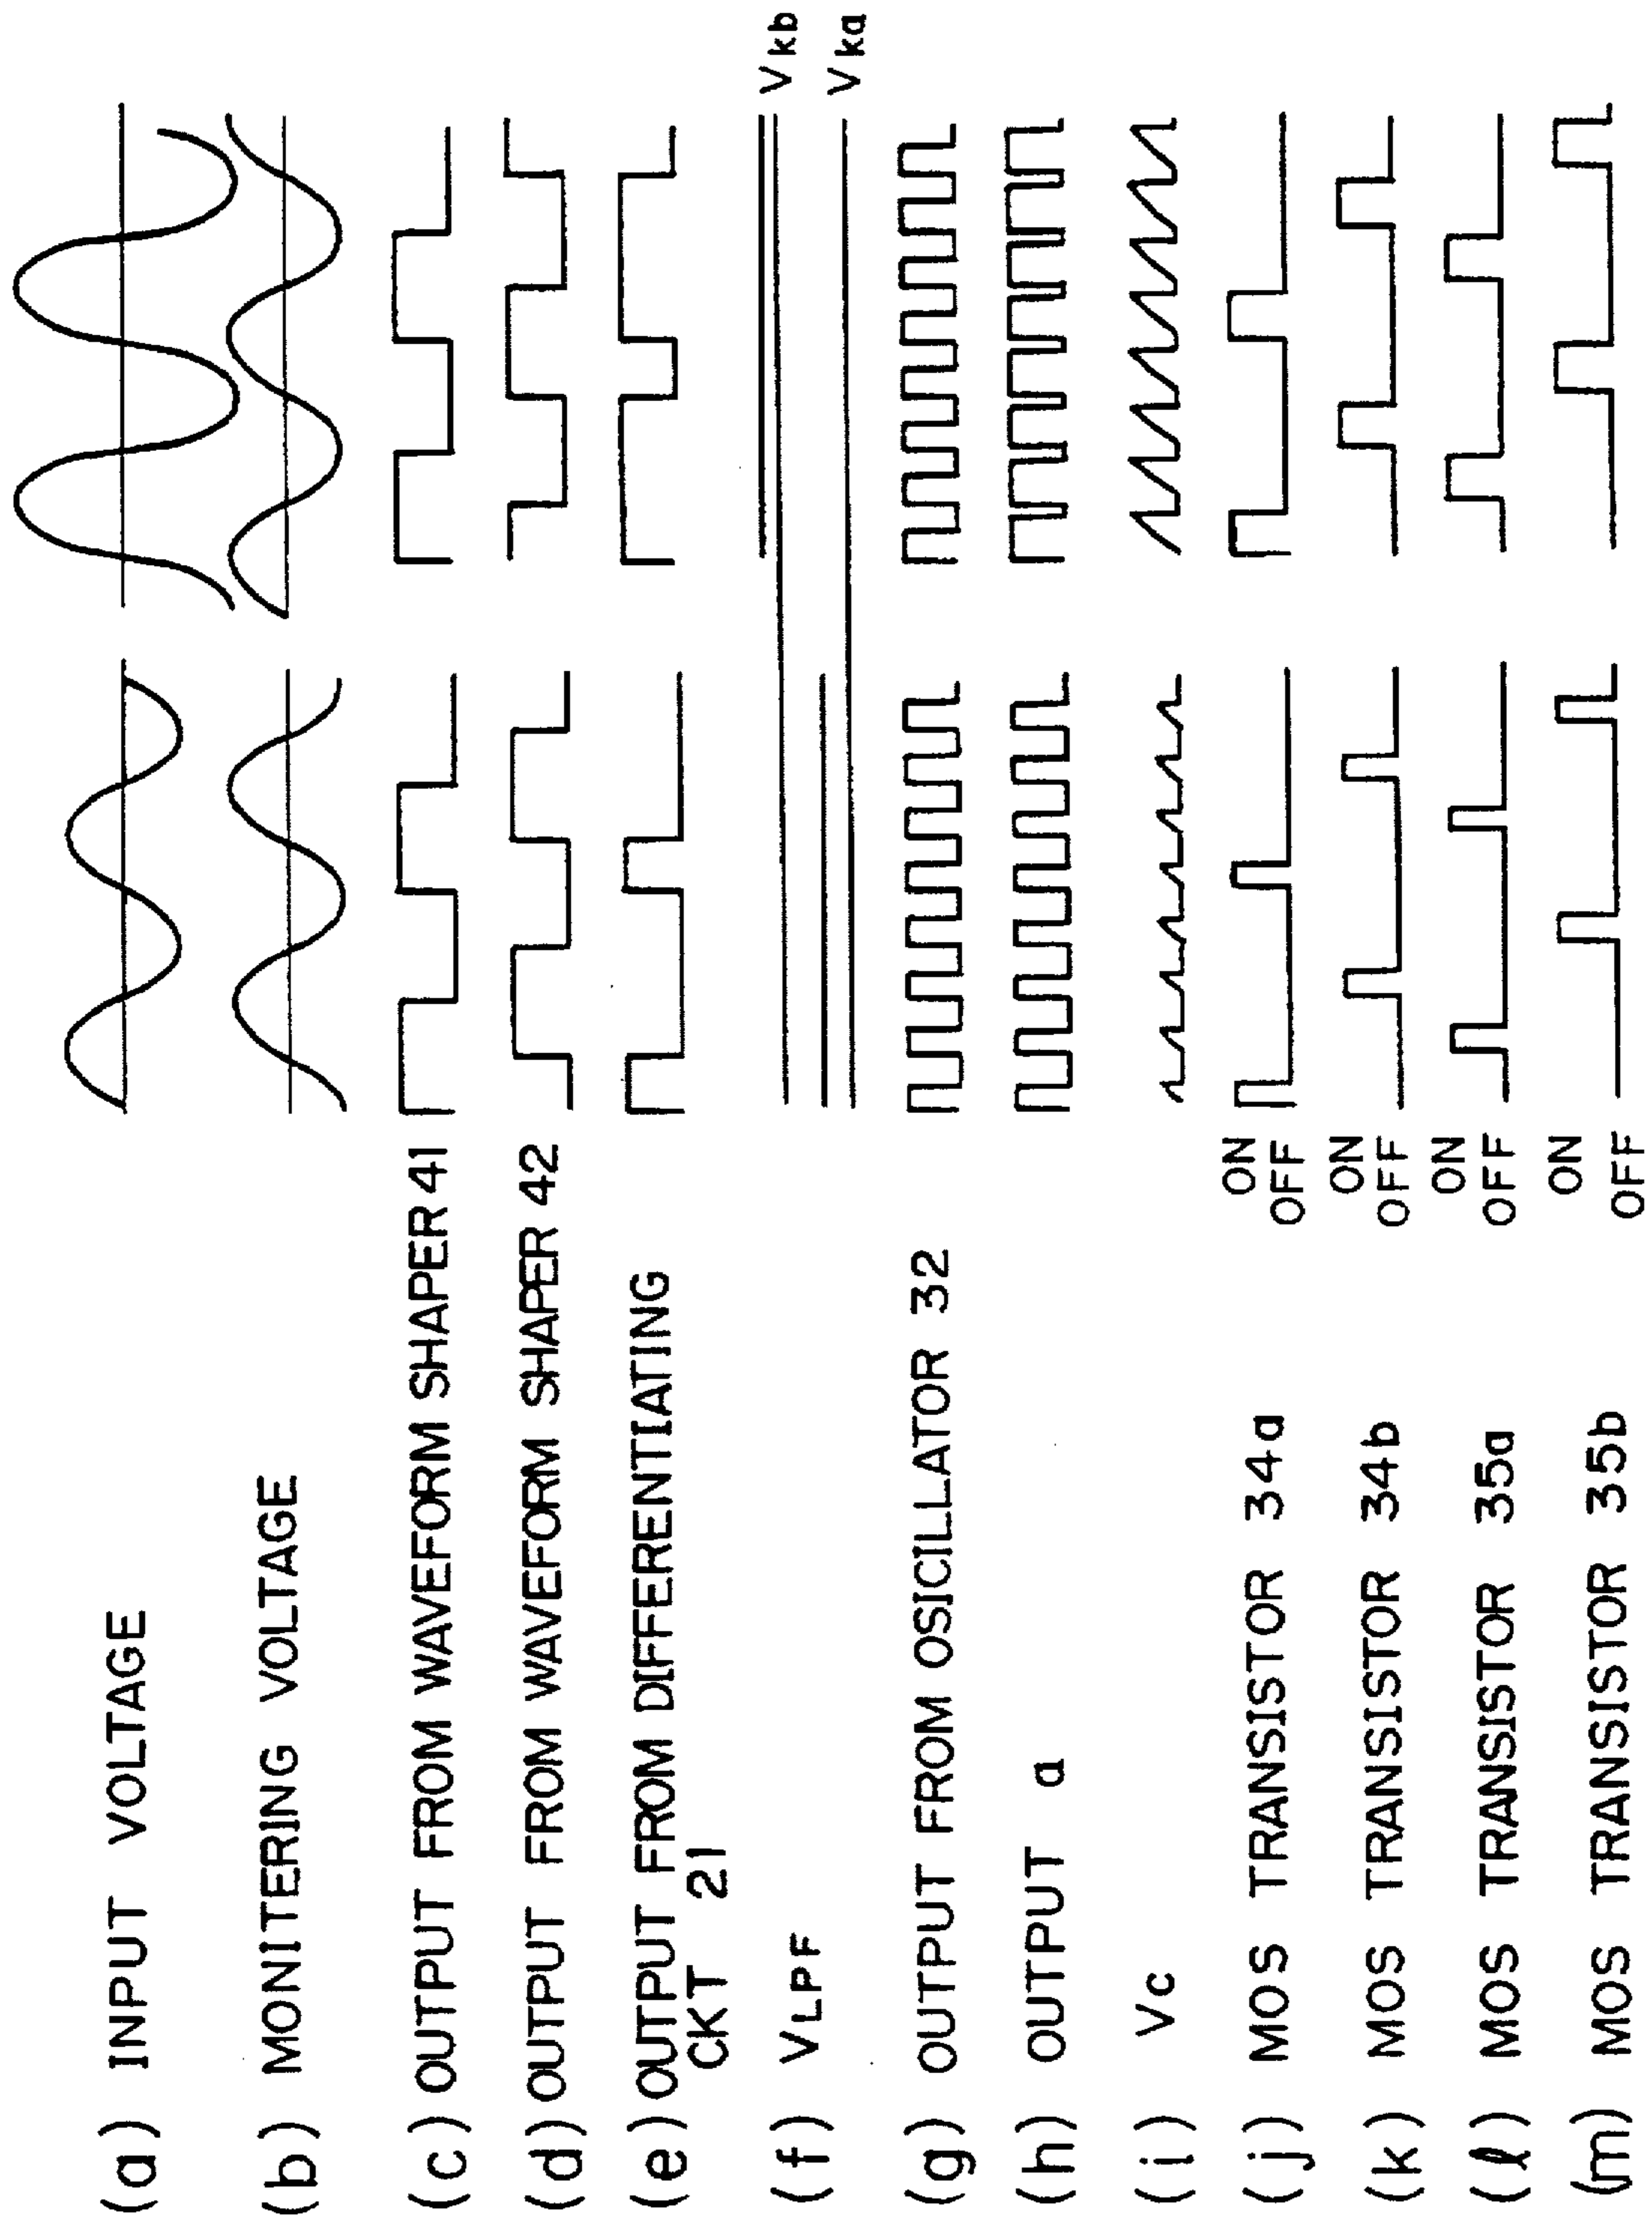 (a) INPUT VOLTAGE
(b) MONITERING VOLTAGE
(c) OUTPUT FROM WAVEFORM SHAPER 41
(d) OUTPUT FROM WAVEFORM SHAPER 42
(e) OUTPUT FROM DIFFERENTIATING
CKT 21
(f) VLPF
Vkb
Vka
(g) OUTPUT FROM OSICILLATOR 32
(h) OUTPUT a
(i) Vc
(j) MOS TRANSISTOR 34a
ON
OFF
(k) MOS TRANSISTOR 34b
ON
OFF
(l) MOS TRANSISTOR 35a
ON
OFF
(m) MOS TRANSISTOR 35b
ON
OFF